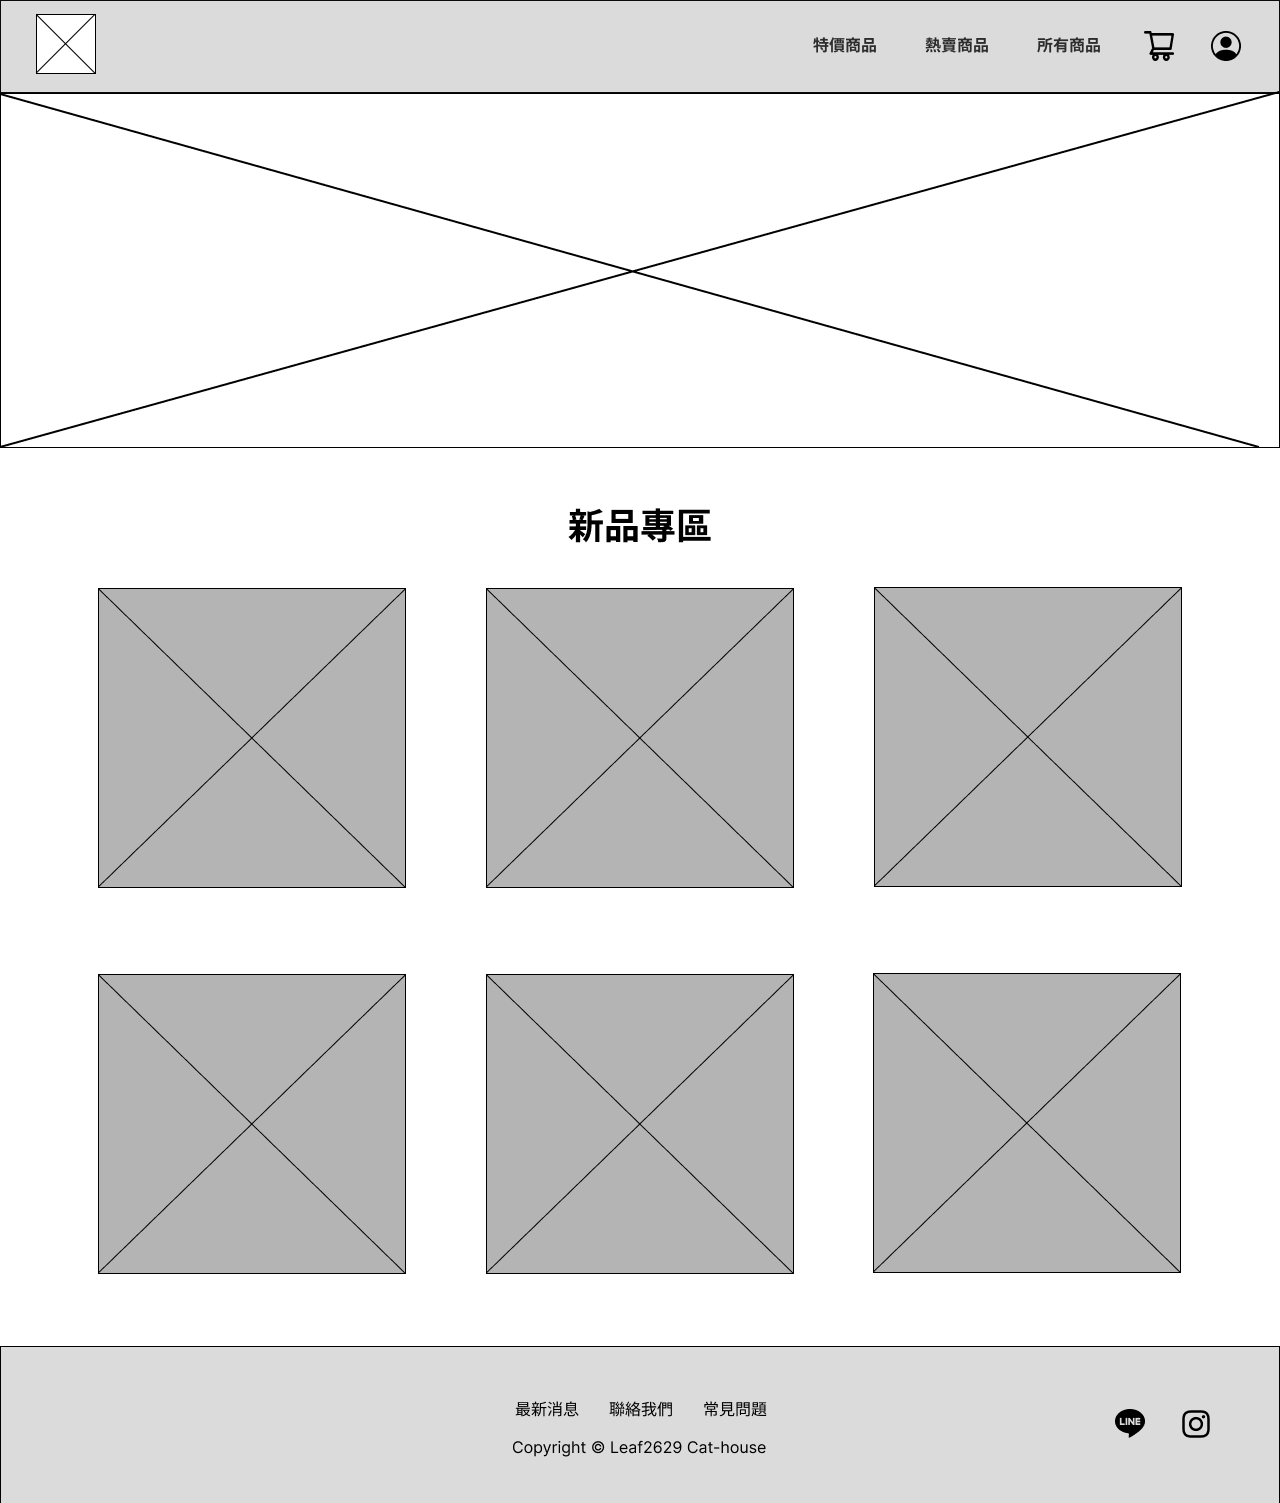 特價商品 熱賣商品 所有商品
新品專區
最新消息 聯絡我們 常見問題
Copyright © Leaf2629 Cat-house
LINE